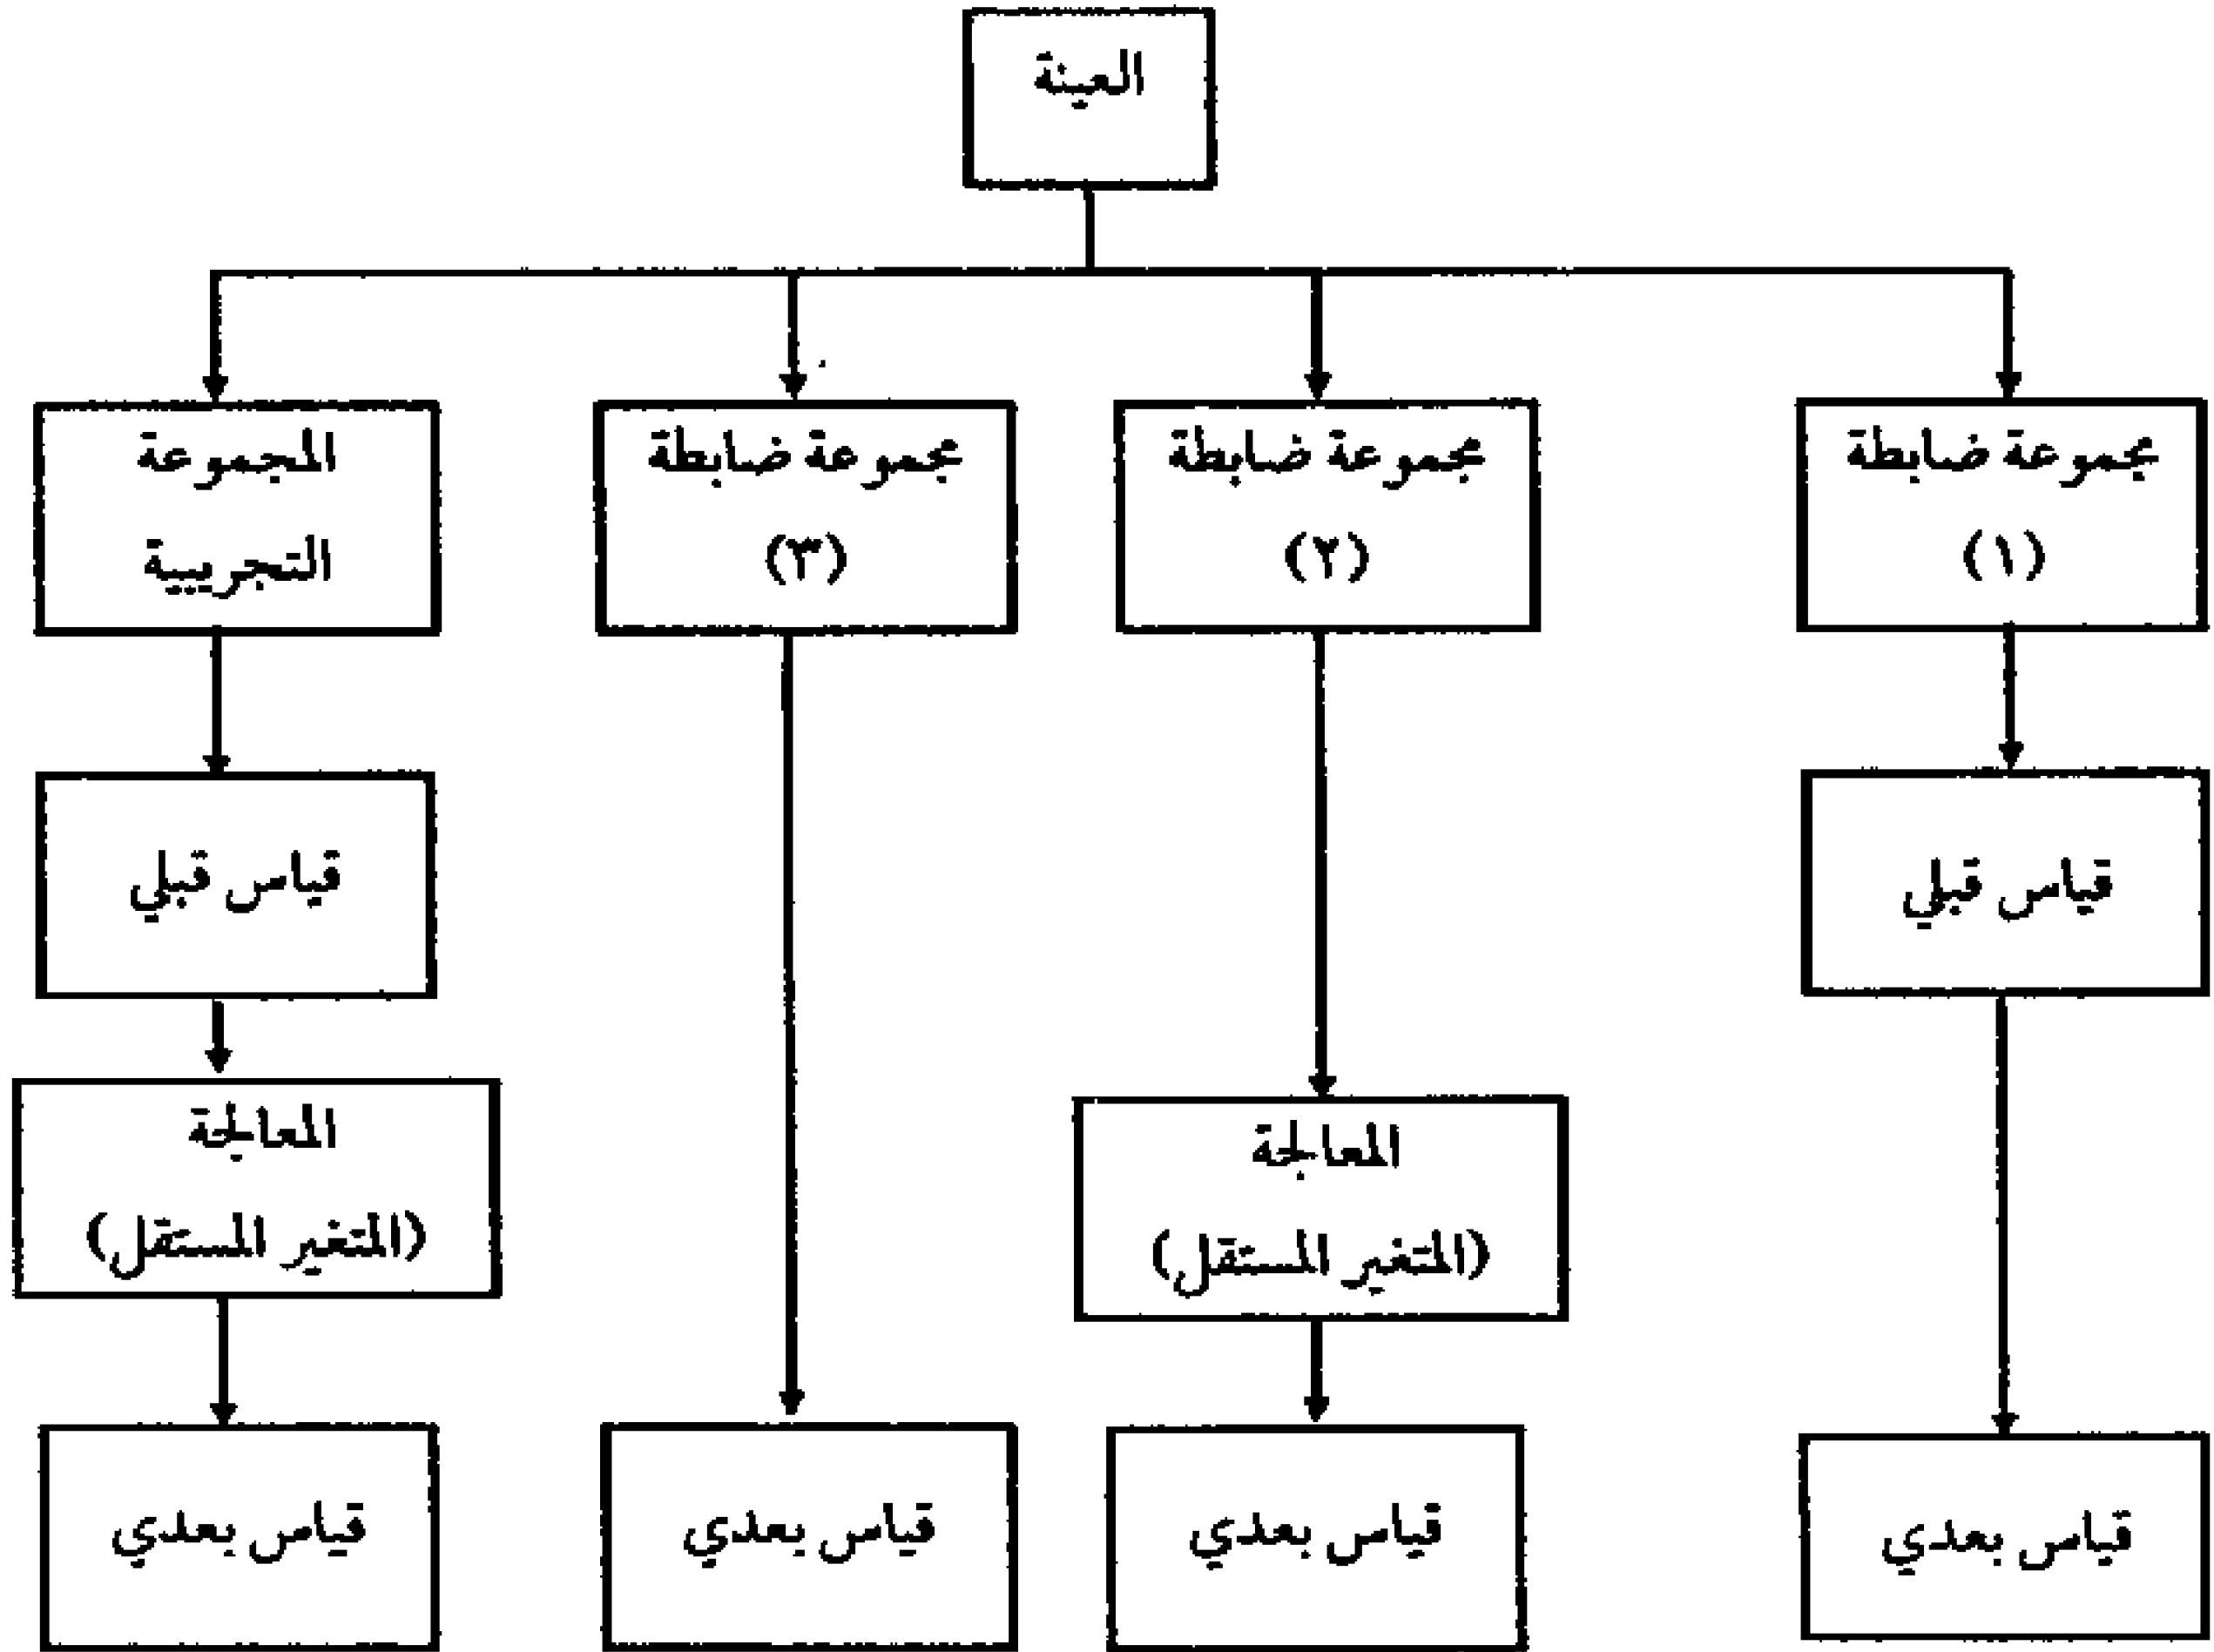 العينة
مجموعة ضابطة
(١)
مجموعة ضابطة
(٢)
مجموعة ضابطة
(٣)
المجموعة
التجريبية
قياس قبلي
قياس قبلي
المعالجة
(المتغير المستقل)
المعالجة
(المتغير المستقل)
قياس بعدي
قياس بعدي
قياس بعدي
قياس بعدي